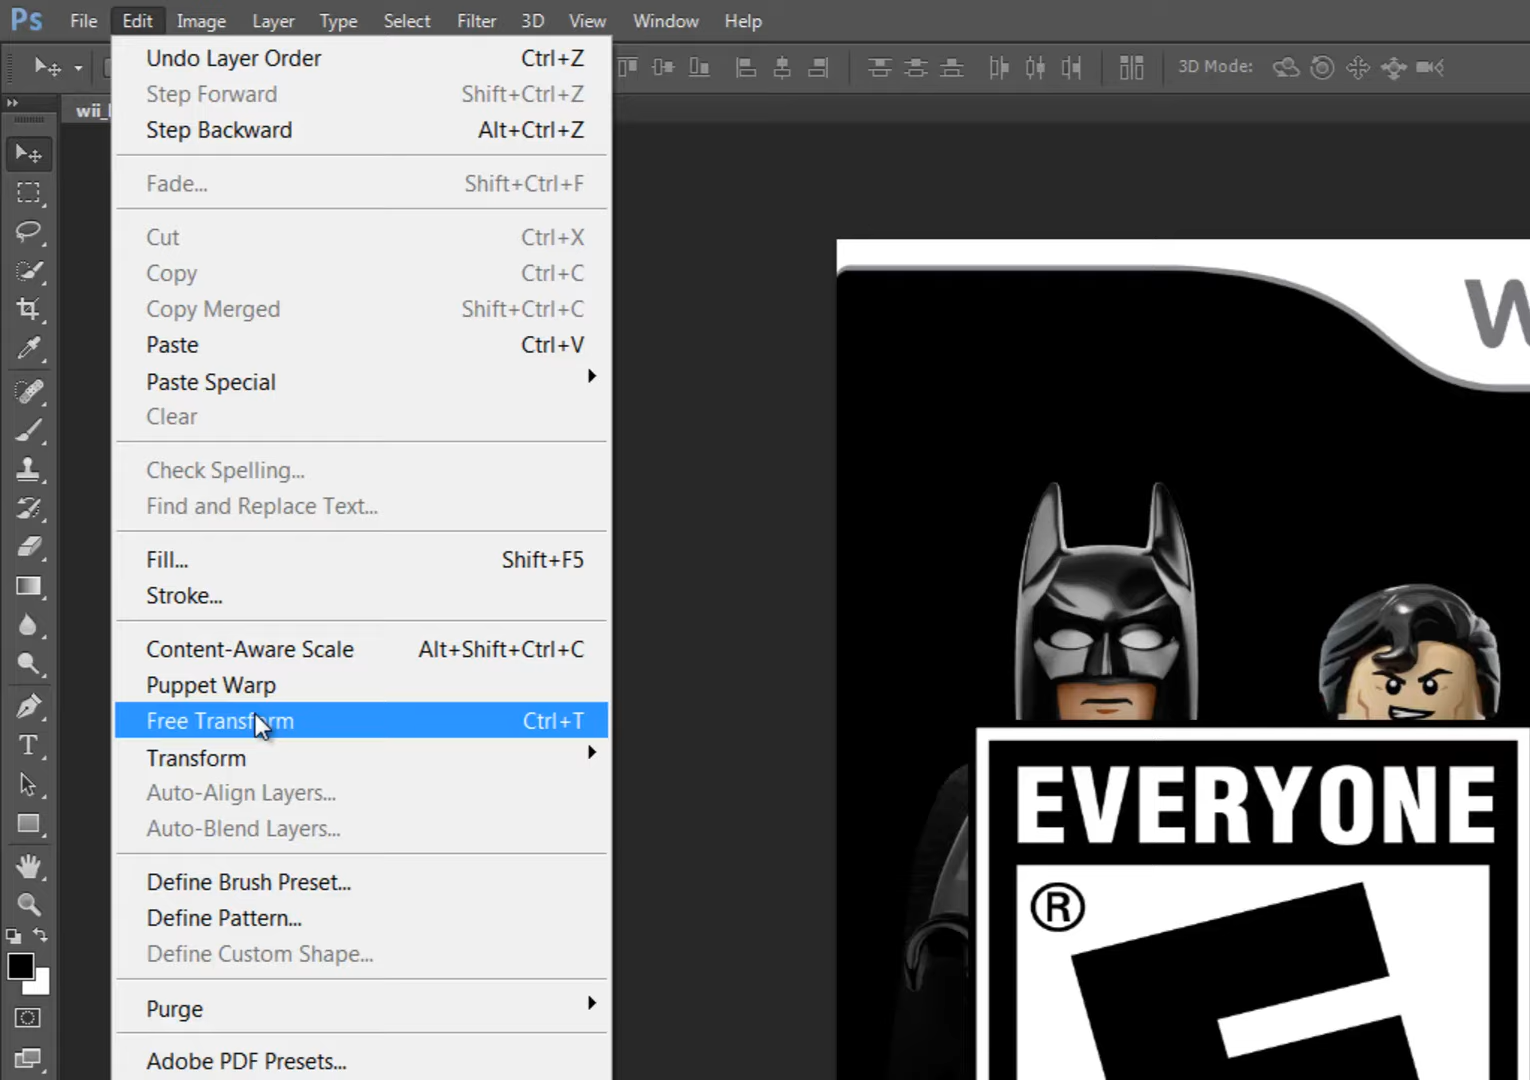 Ps File Edit Image Layer Type Select Filter 3D View Window Help
3D Mode:
wii_
Undo Layer Order Ctrl+Z
Step Forward Shift+Ctrl+Z
Step Backward Alt+Ctrl+Z
Fade... Shift+Ctrl+F
Cut Ctrl+X
Copy Ctrl+C
Copy Merged Shift+Ctrl+C
Paste Ctrl+V
Paste Special
Clear
Check Spelling...
Find and Replace Text...
Fill... Shift+F5
Stroke...
Content-Aware Scale Alt+Shift+Ctrl+C
Puppet Warp
Free Transform Ctrl+T
Transform
Auto-Align Layers...
Auto-Blend Layers...
Define Brush Preset...
Define Pattern...
Define Custom Shape...
Purge
Adobe PDF Presets...
W
EVERYONE
®